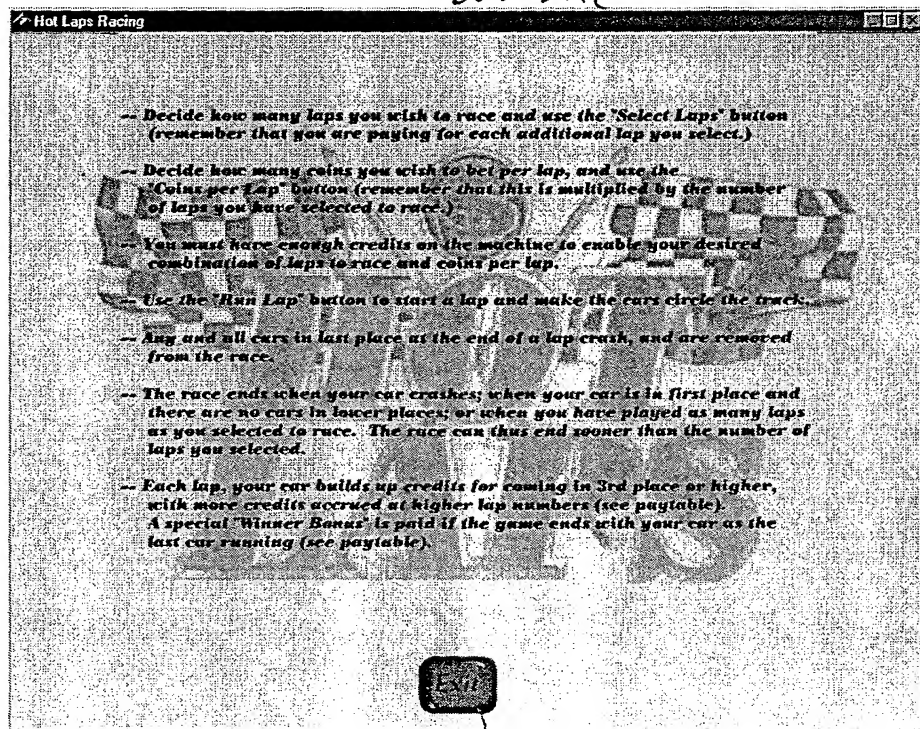 Hot Laps Racing
-- Decide how many laps you wish to race and use the "Select Laps" button
(remember that you are paying for each additional lap you select.)
-- Decide how many coins you wish to bet per lap, and use the
"Coins per Lap" button (remember that this is multiplied by the number
of laps you have selected to race.)
-- You must have enough credits on the machine to enable your desired
combination of laps to race and coins per lap.
-- Use the "Run Lap" button to start a lap and make the cars circle the track.
-- Any and all cars in last place at the end of a lap crash, and are removed
from the race.
-- The race ends when your car crashes; when your car is in first place and
there are no cars in lower places; or when you have played as many laps
as you selected to race. The race can thus end sooner than the number of
laps you selected.
-- Each lap, your car builds up credits for coming in 3rd place or higher,
with more credits accrued at higher lap numbers (see paytable).
A special "Winner Bonus" is paid if the game ends with your car as the
last car running (see paytable).
Exit